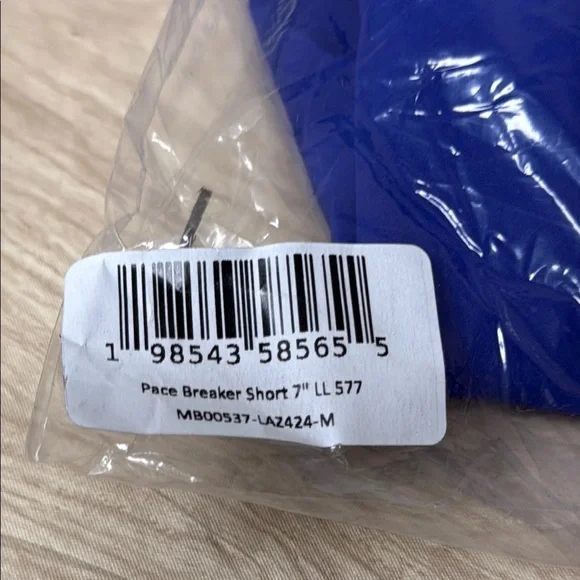 1 98543 58565 5
Pace Breaker Short 7" LL 577
MB00537-LAZ424-M